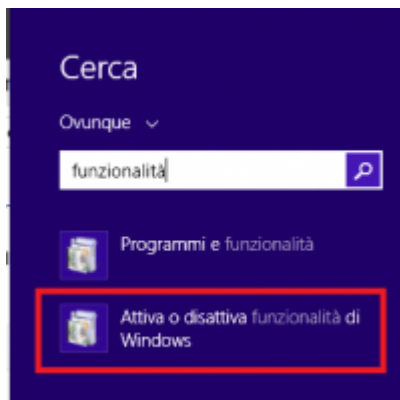 Cerca
Ovunque
funzionalità
Programmi e funzionalità
Attiva o disattiva funzionalità di
Windows